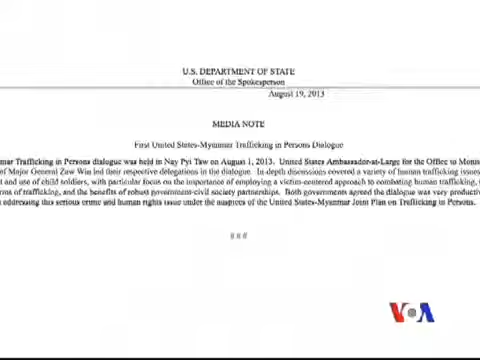 U.S. DEPARTMENT OF STATE
Office of the Spokesperson
August 19, 2013
MEDIA NOTE
First United States-Myanmar Trafficking in Persons Dialogue
mar Trafficking in Persons dialogue was held in Nay Pyi Taw on August 1, 2013. United States Ambassador-at-Large for the Office to Moni
of Major General Zaw Win led their respective delegations in the dialogue. In-depth discussions covered a variety of human trafficking issues
t and use of child soldiers, with particular focus on the importance of employing a victim-centered approach to combating human trafficking,
rms of trafficking, and the benefits of robust government-civil society partnerships. Both governments agreed the dialogue was very productiv
addressing this serious crime and human rights issue under the auspices of the United States-Myanmar Joint Plan on Trafficking in Persons.
###
VOA